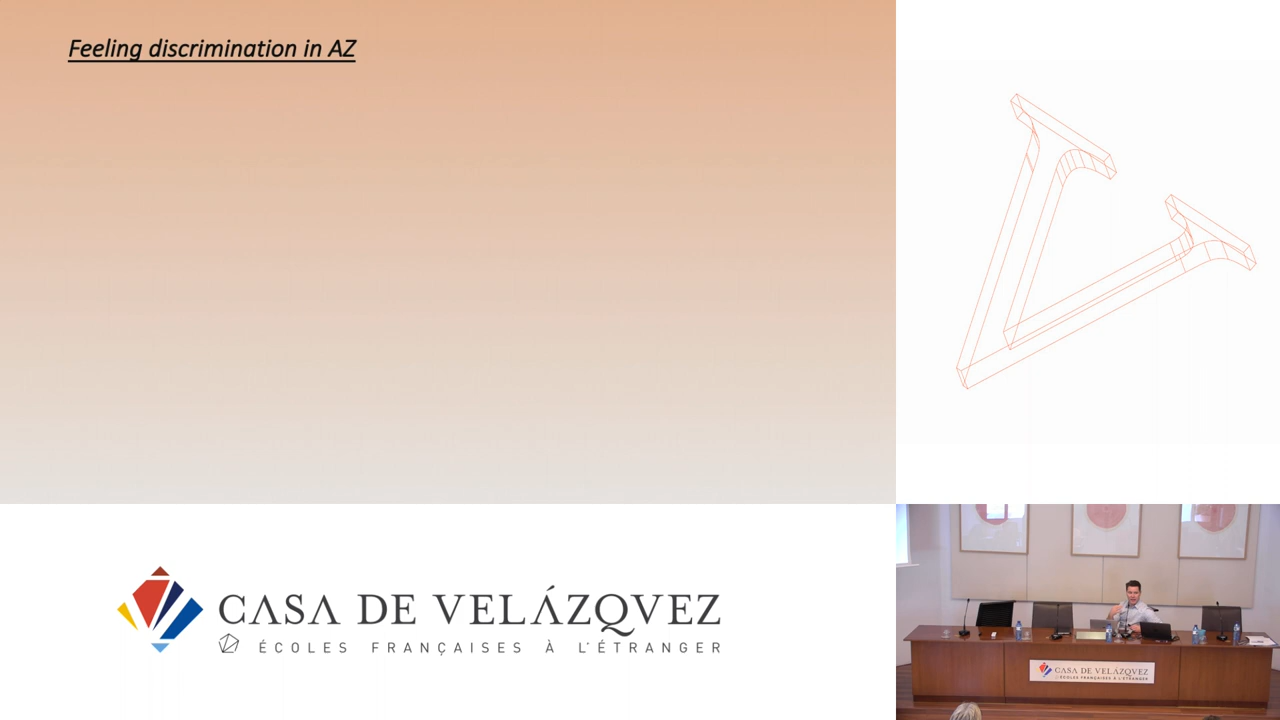 Feeling discrimination in AZ
CASA DE VELÁZQVEZ
ÉCOLES FRANÇAISES À L'ÉTRANGER
CASA DE VELÁZQVEZ
ÉCOLES FRANÇAISES À L'ÉTRANGER